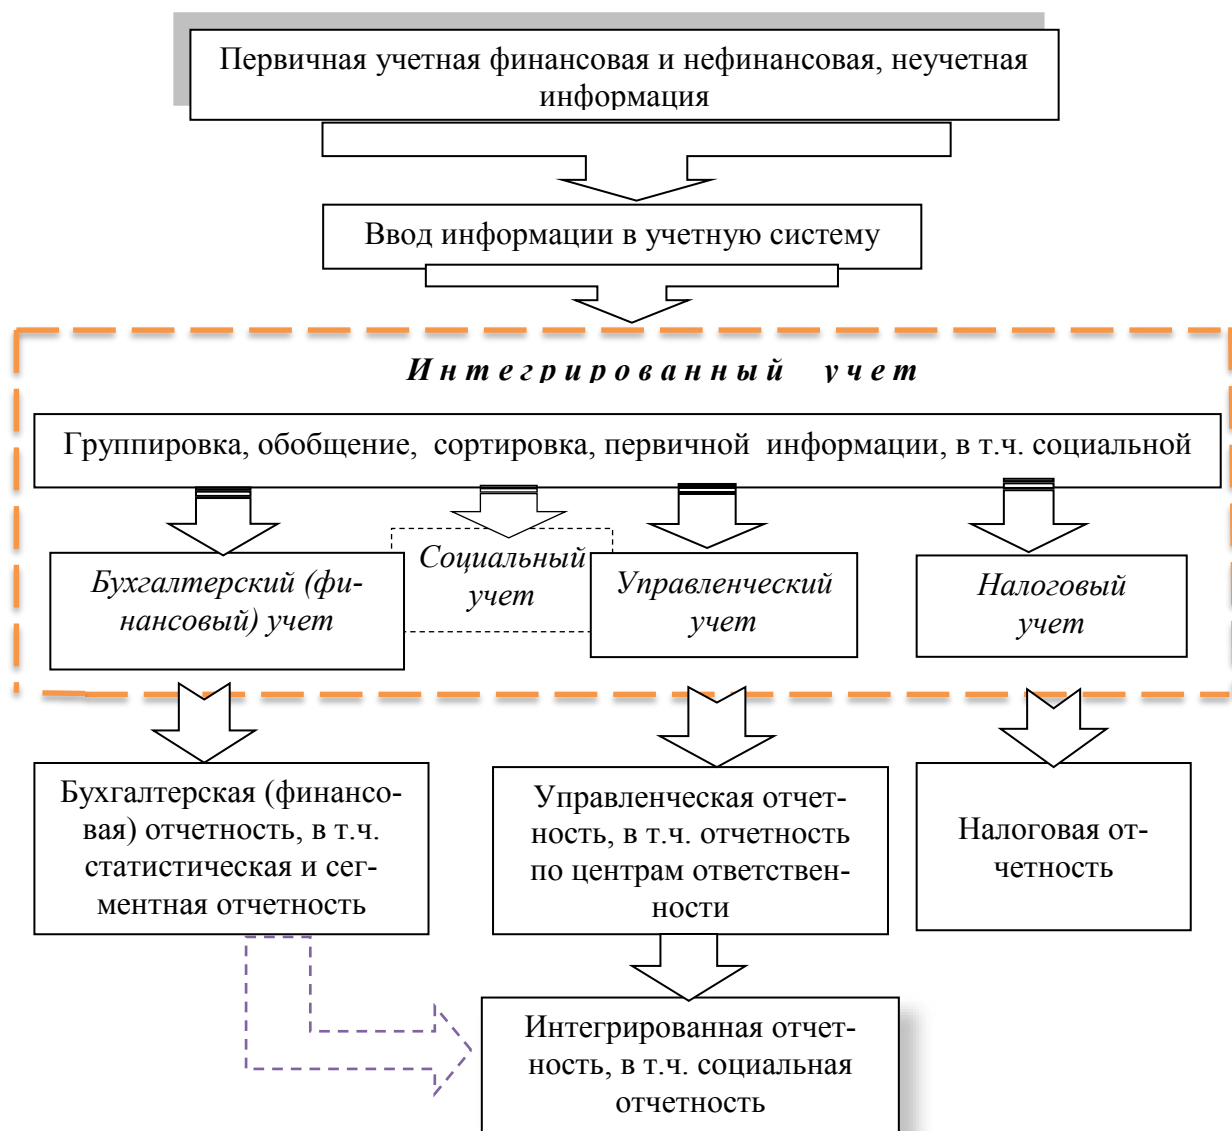 Первичная учетная финансовая и нефинансовая, неучетная
информация
Ввод информации в учетную систему
Интегрированный учет
Группировка, обобщение, сортировка, первичной информации, в т.ч. социальной
Бухгалтерский (фи-
нансовый) учет
Социальный
учет
Управленческий
учет
Налоговый
учет
Бухгалтерская (финансо-
вая) отчетность, в т.ч.
статистическая и сег-
ментная отчетность
Управленческая отчет-
ность, в т.ч. отчетность
по центрам ответствен-
ности
Налоговая от-
четность
Интегрированная отчет-
ность, в т.ч. социальная
отчетность